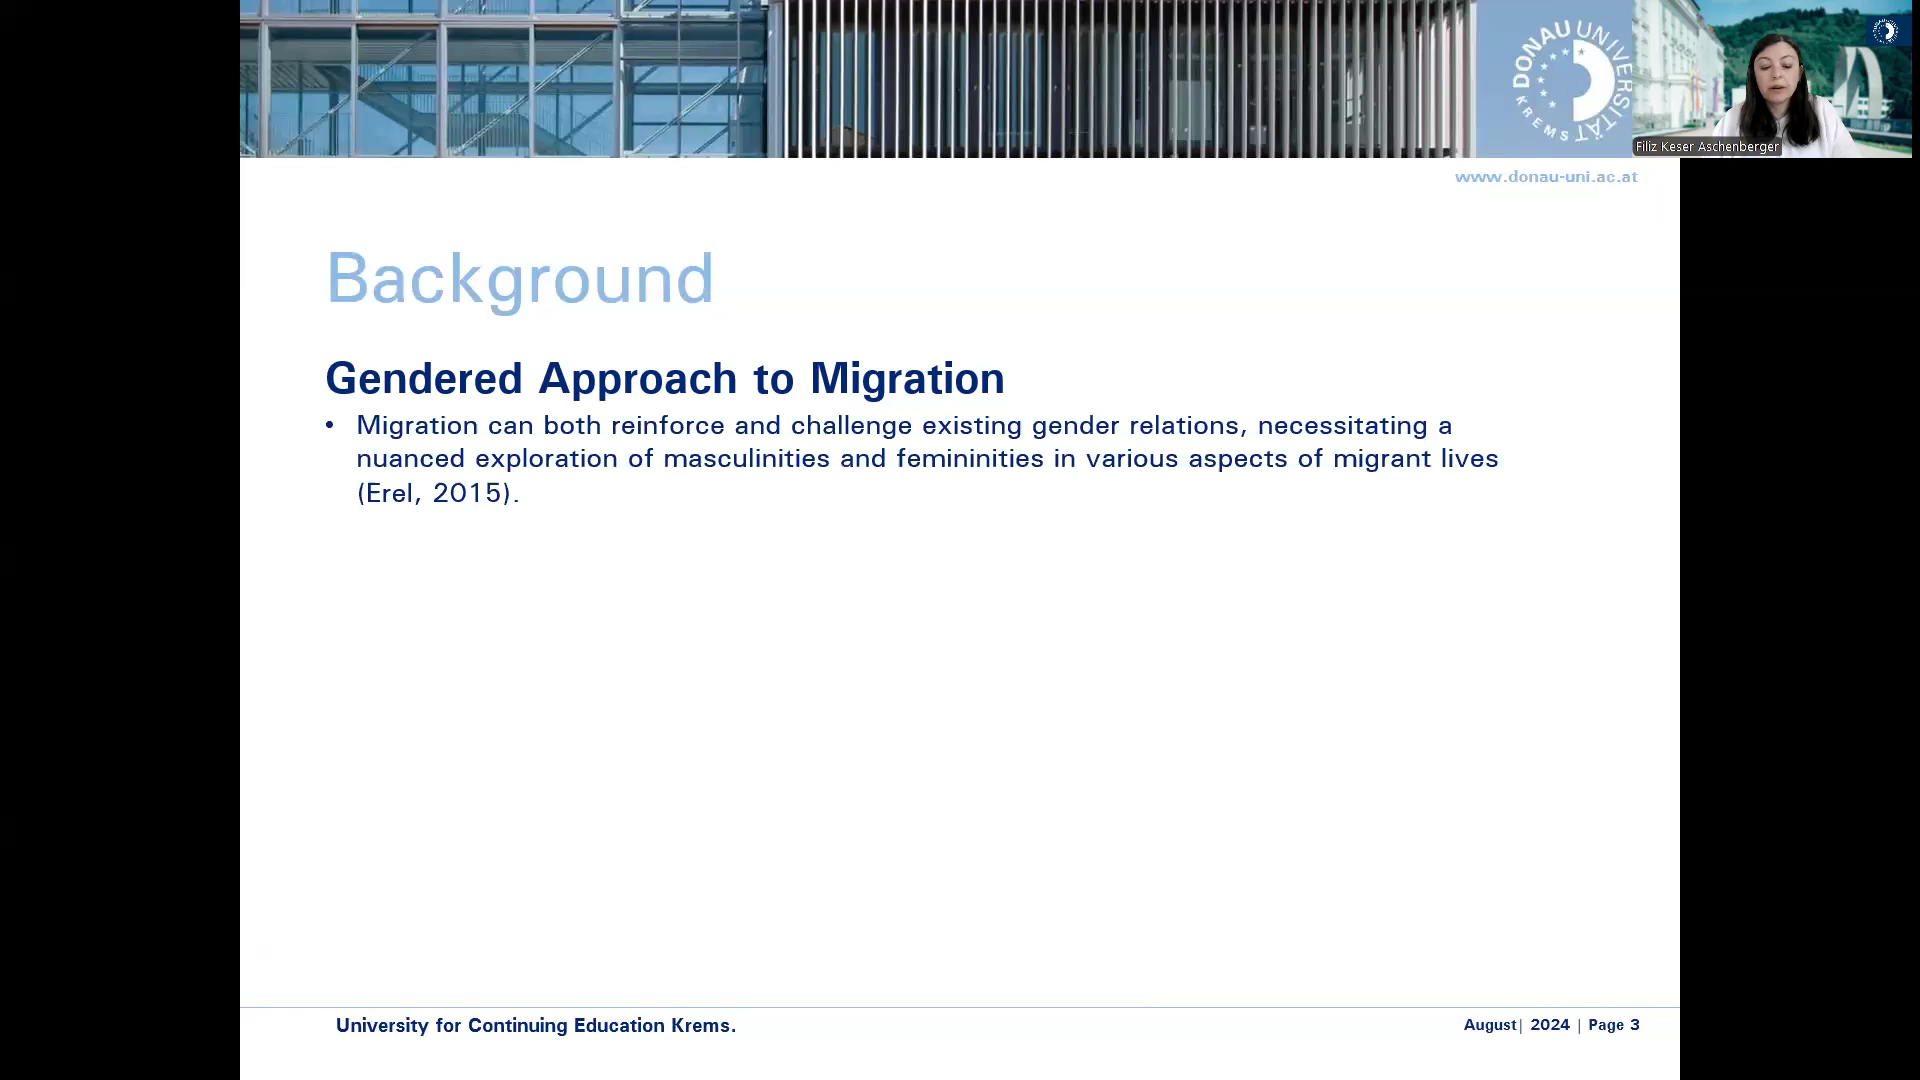 DONAU UNIVERSITÄT
KREMS
Filiz Keser Aschenberger
www.donau-uni.ac.at
Background
Gendered Approach to Migration
• Migration can both reinforce and challenge existing gender relations, necessitating a
nuanced exploration of masculinities and femininities in various aspects of migrant lives
(Erel, 2015).
University for Continuing Education Krems.
August| 2024 | Page 3